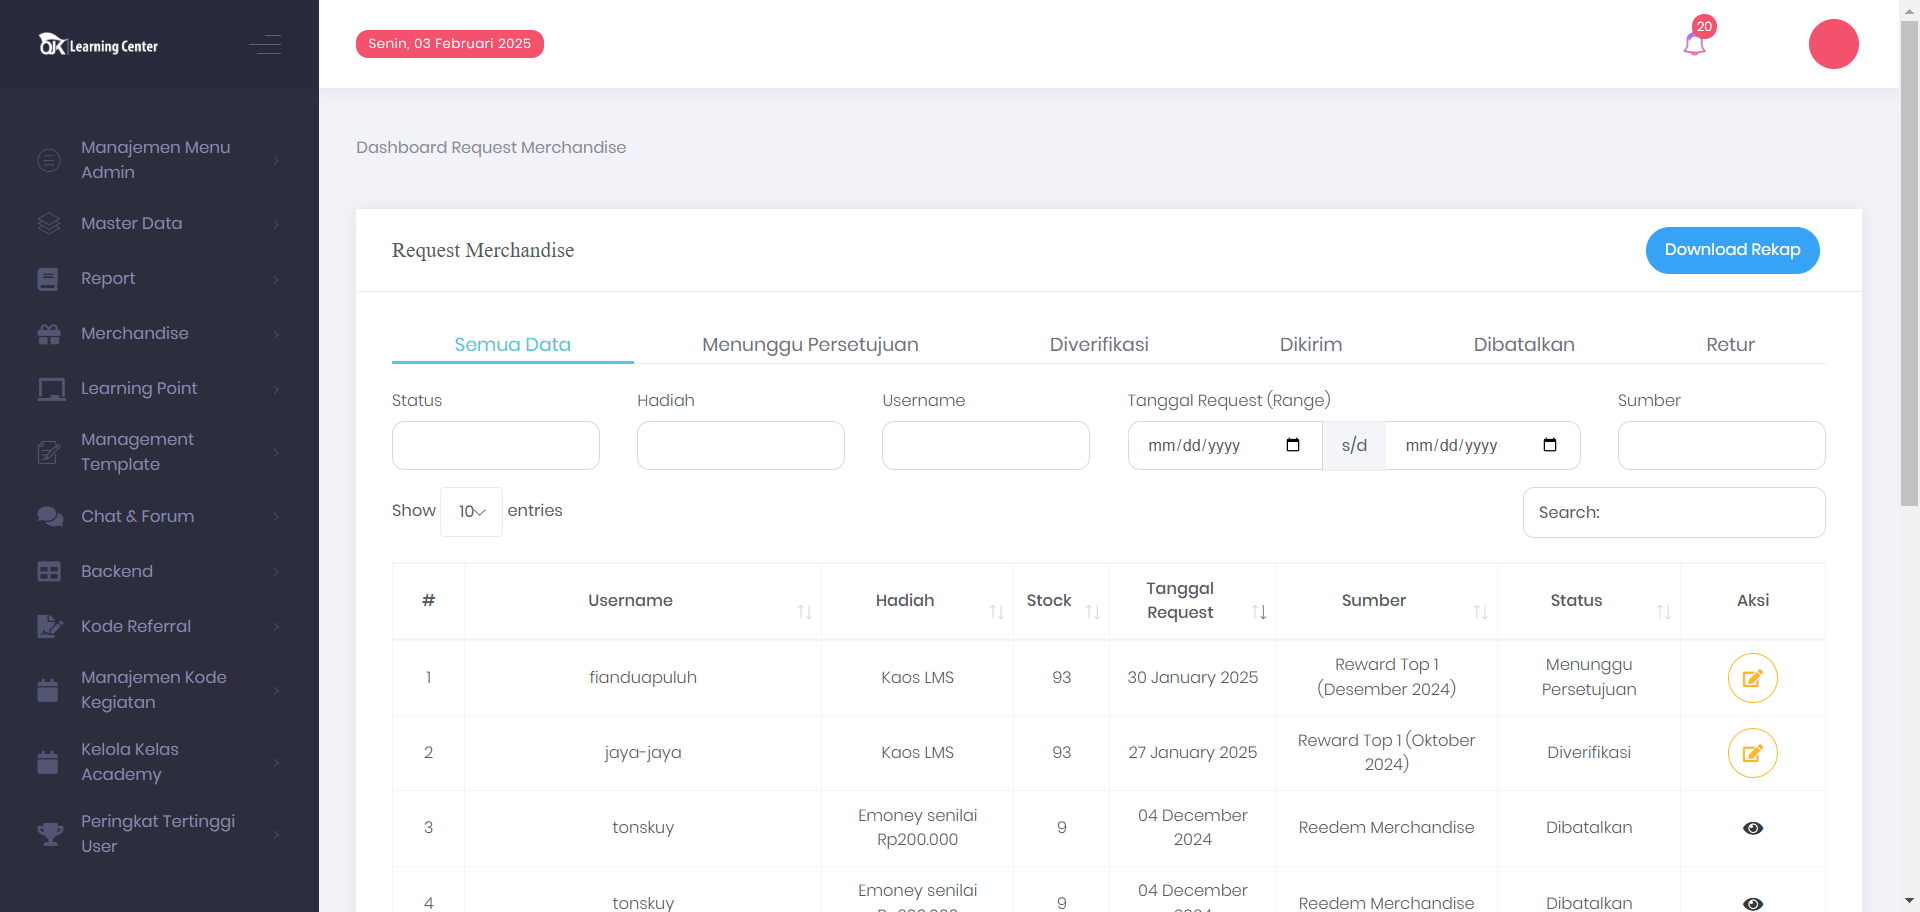 OK Learning Center
Senin, 03 Februari 2025
20
Manajemen Menu
Admin
Master Data
Report
Merchandise
Learning Point
Management
Template
Chat & Forum
Backend
Kode Referral
Manajemen Kode
Kegiatan
Kelola Kelas
Academy
Peringkat Tertinggi
User
Dashboard Request Merchandise
Request Merchandise
Download Rekap
Semua Data
Menunggu Persetujuan
Diverifikasi
Dikirim
Dibatalkan
Retur
Status
Hadiah
Username
Tanggal Request (Range)
Sumber
mm/dd/yyyy
s/d
mm/dd/yyyy
Show 10 entries
Search:
#
Username
Hadiah
Stock
Tanggal
Request
Sumber
Status
Aksi
1
fianduapuluh
Kaos LMS
93
30 January 2025
Reward Top 1
(Desember 2024)
Menunggu
Persetujuan
2
jaya-jaya
Kaos LMS
93
27 January 2025
Reward Top 1 (Oktober
2024)
Diverifikasi
3
tonskuy
Emoney senilai
Rp200.000
9
04 December
2024
Reedem Merchandise
Dibatalkan
4
tonskuy
Emoney senilai
9
04 December
Reedem Merchandise
Dibatalkan